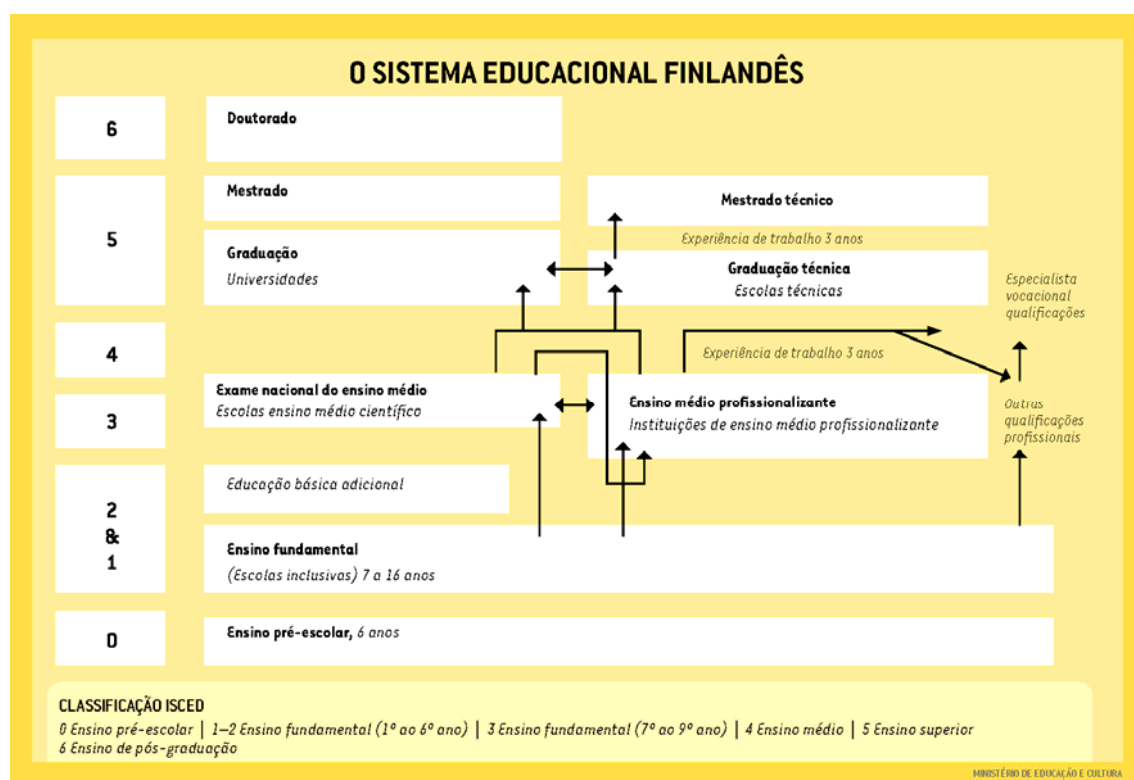 O SISTEMA EDUCACIONAL FINLANDÊS
6
Doutorado
5
Mestrado
Mestrado técnico
Experiência de trabalho 3 anos
Graduação
Universidades
Graduação técnica
Escolas técnicas
Especialista
vocacional
qualificações
4
Experiência de trabalho 3 anos
3
Exame nacional do ensino médio
Escolas ensino médio científico
Ensino médio profissionalizante
Instituições de ensino médio profissionalizante
Outras
qualificações
profissionais
2
&
1
Educação básica adicional
Ensino fundamental
(Escolas inclusivas) 7 a 16 anos
0
Ensino pré-escolar, 6 anos
CLASSIFICAÇÃO ISCED
0 Ensino pré-escolar | 1–2 Ensino fundamental (1º ao 6º ano) | 3 Ensino fundamental (7º ao 9º ano) | 4 Ensino médio | 5 Ensino superior
6 Ensino de pós-graduação
MINISTÉRIO DE EDUCAÇÃO E CULTURA